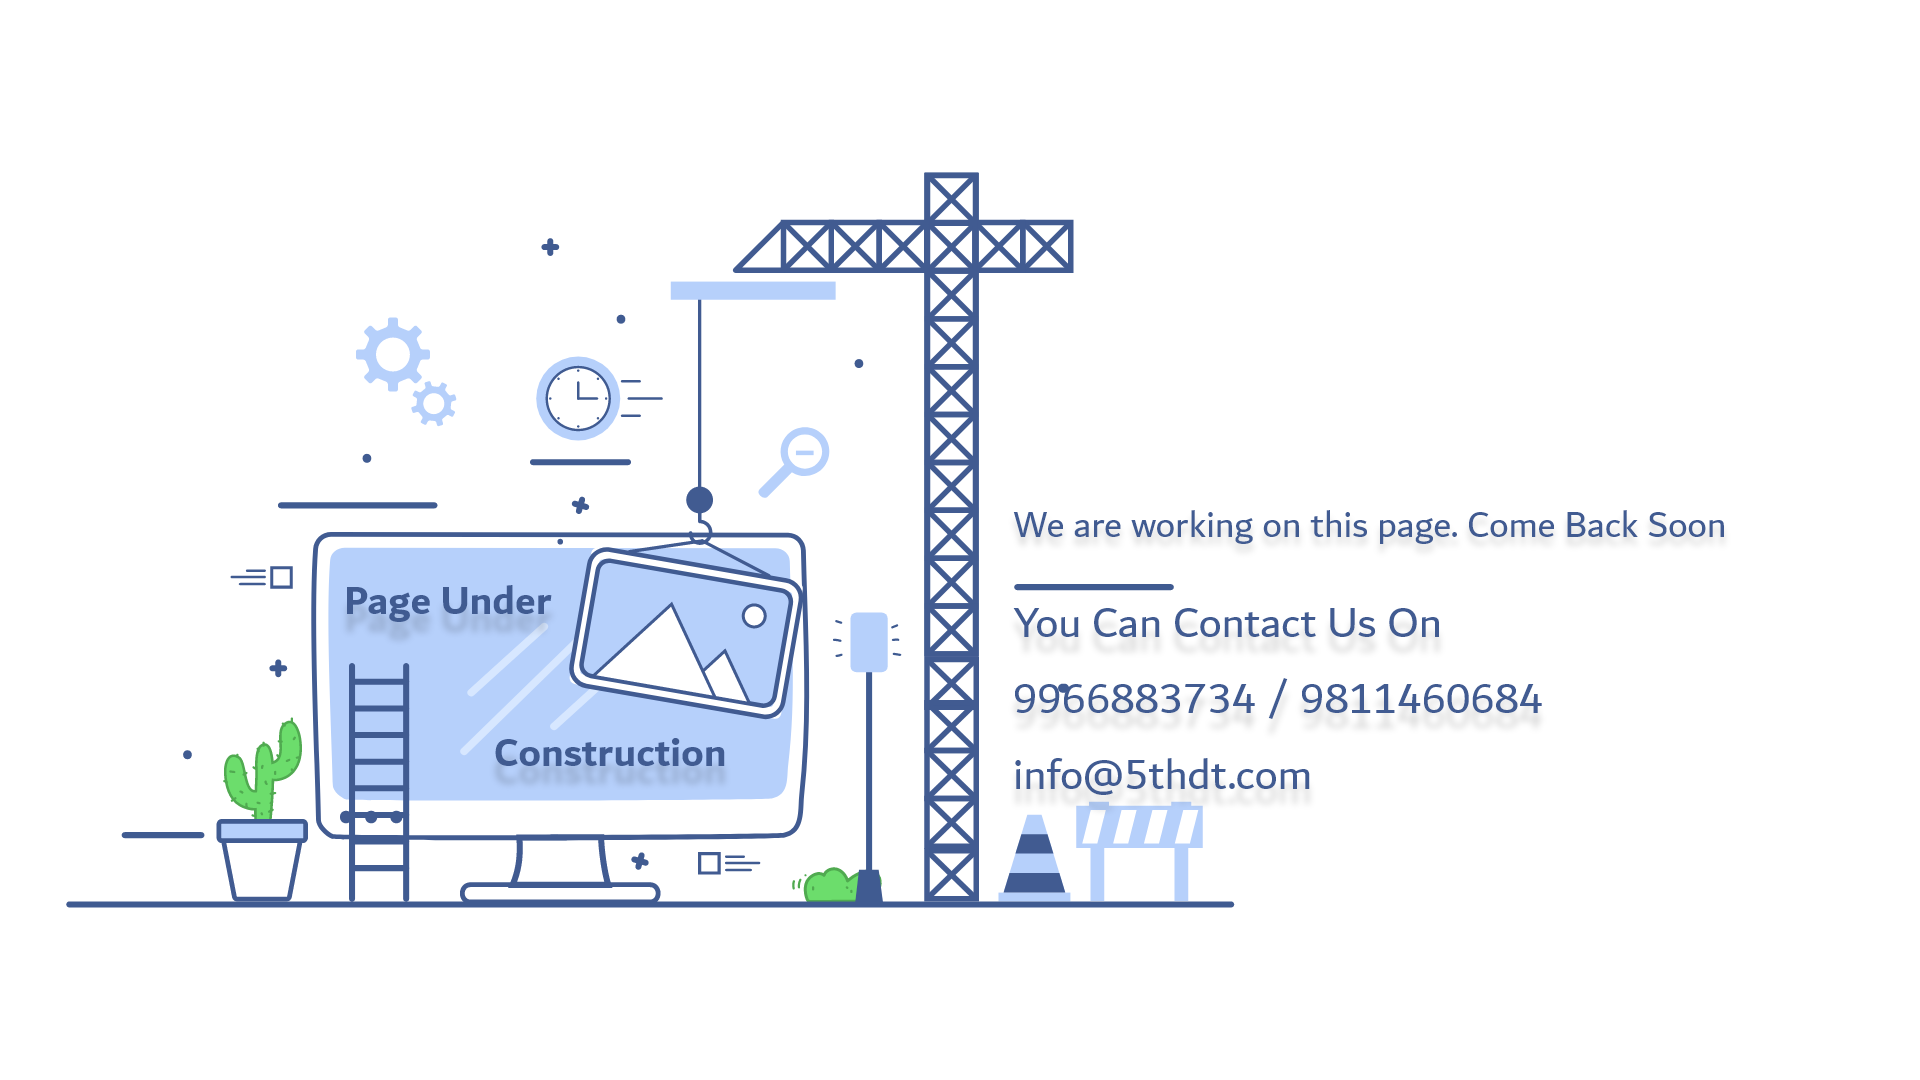 Page Under
Construction
We are working on this page. Come Back Soon
You Can Contact Us On
9966883734 / 9811460684
info@5thdt.com